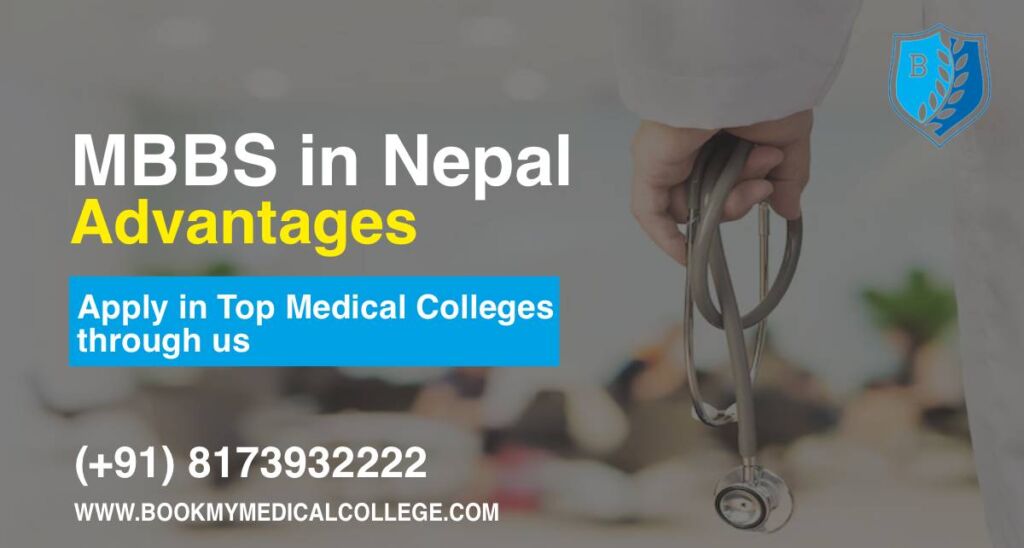 B
MBBS in Nepal
Advantages
Apply in Top Medical Colleges
through us
(+91) 8173932222
WWW.BOOKMYMEDICALCOLLEGE.COM